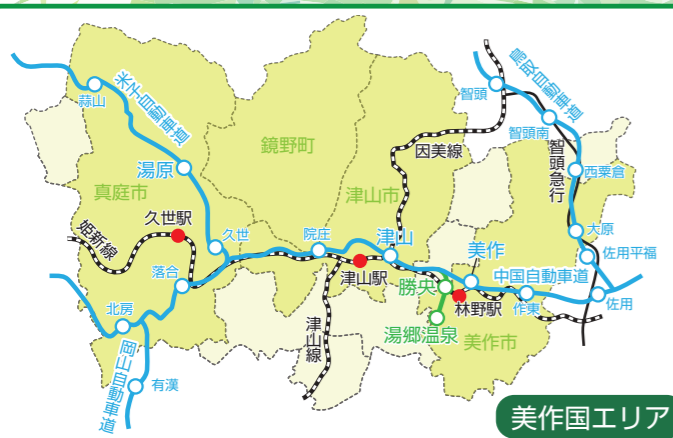 蒜山
米子自動車道
湯原
真庭市
久世駅
姫新線
久世
落合
北房
岡山自動車道
有漢
鏡野町
院庄
津山市
因美線
津山
津山駅
津山線
智頭
鳥取自動車道
智頭南
智頭急行
西粟倉
大原
佐用平福
美作
中国自動車道
勝央
林野駅
作東
佐用
湯郷温泉
美作市
美作国エリア